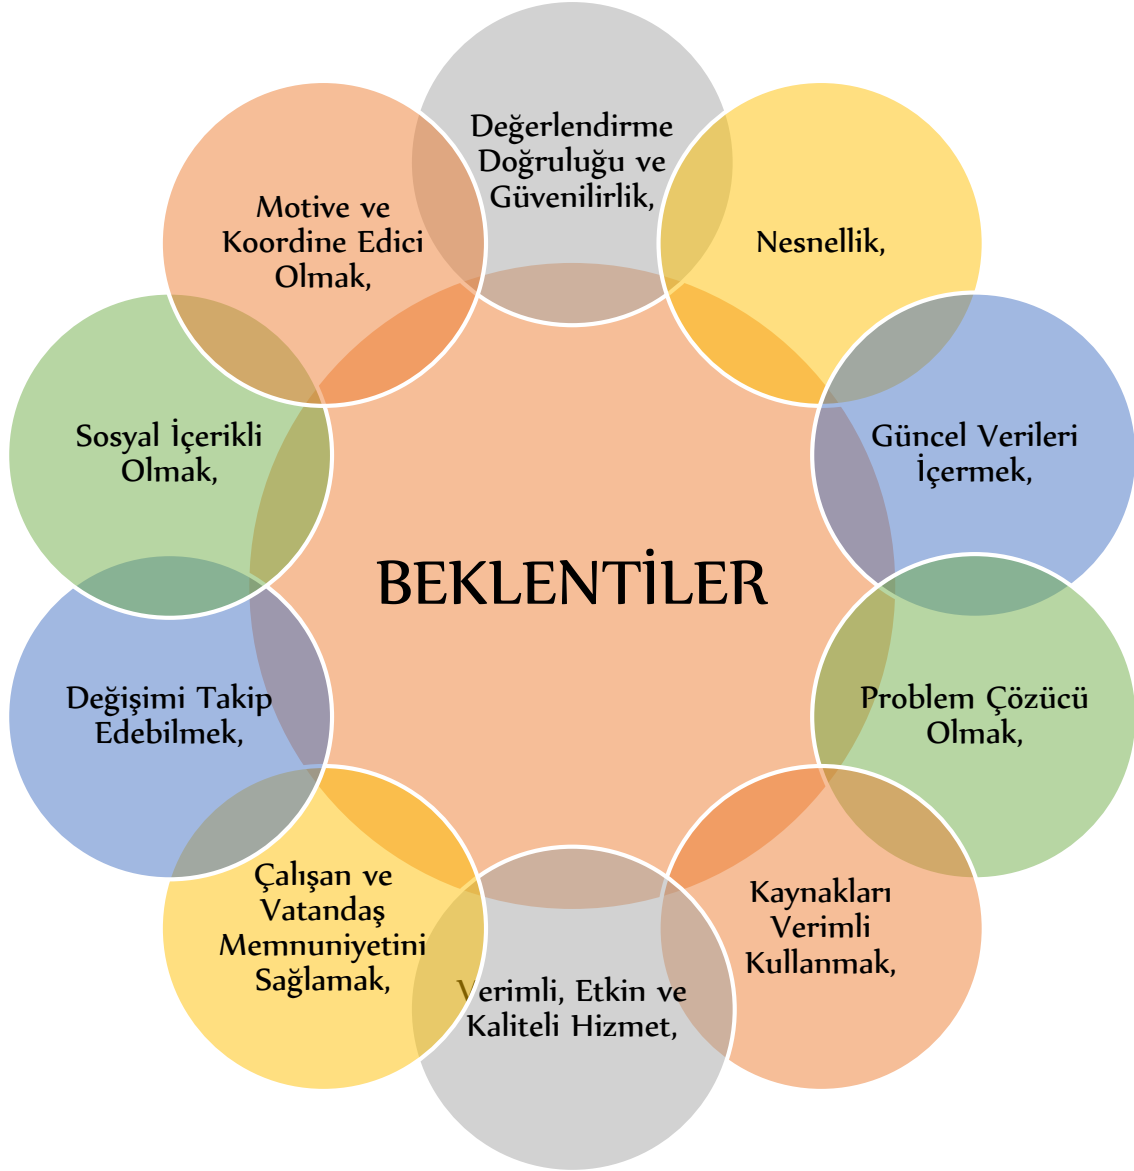 Değerlendirme
Doğruluğu ve
Güvenilirlik,
Nesnellik,
Güncel Verileri
İçermek,
Problem Çözücü
Olmak,
Kaynakları
Verimli
Kullanmak,
Verimli, Etkin ve
Kaliteli Hizmet,
Çalışan ve
Vatandaş
Memnuniyetini
Sağlamak,
Değişimi Takip
Edebilmek,
Sosyal İçerikli
Olmak,
Motive ve
Koordine Edici
Olmak,
BEKLENTİLER